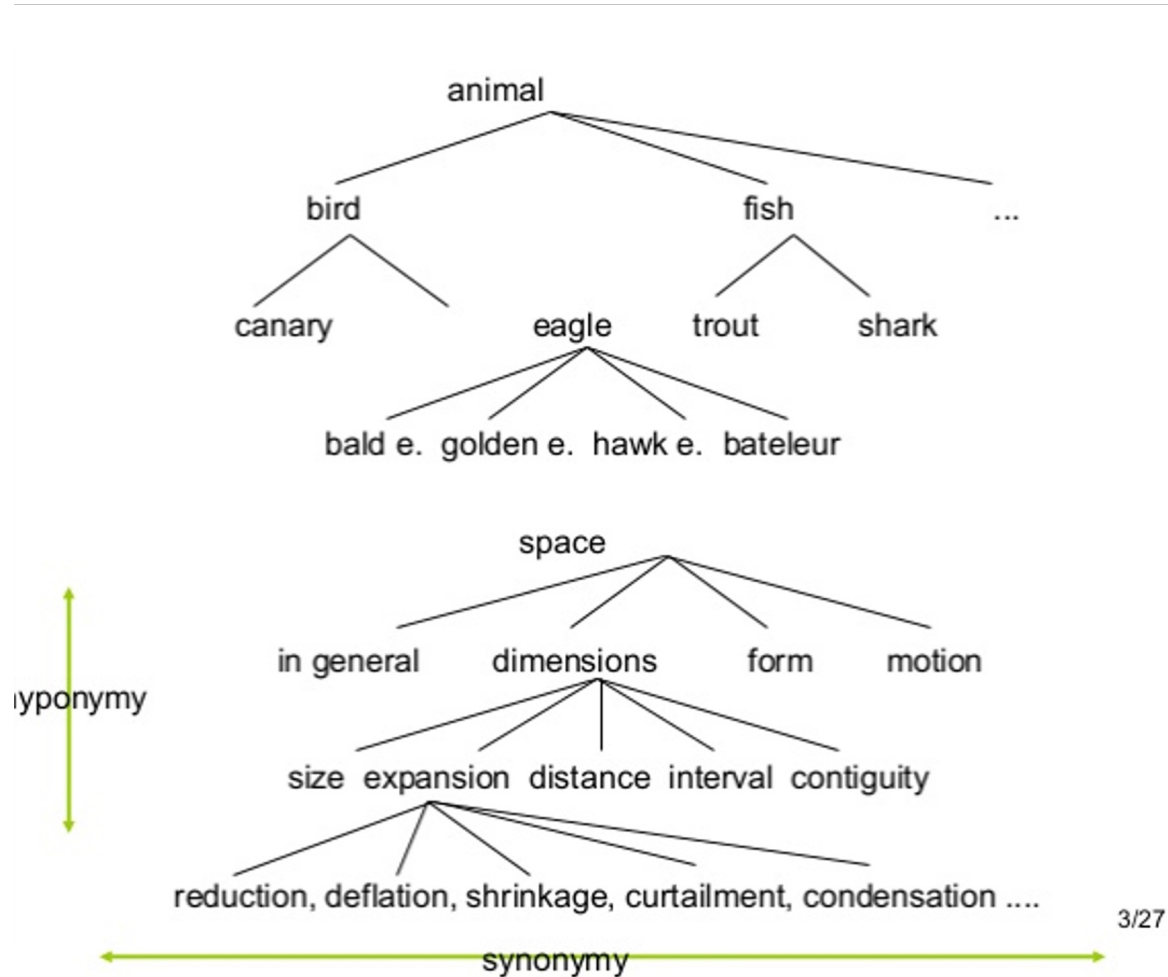 animal
bird fish ...
canary eagle trout shark
bald e. golden e. hawk e. bateleur
space
in general dimensions form motion
yponymy
size expansion distance interval contiguity
reduction, deflation, shrinkage, curtailment, condensation ....
3/27
synonymy